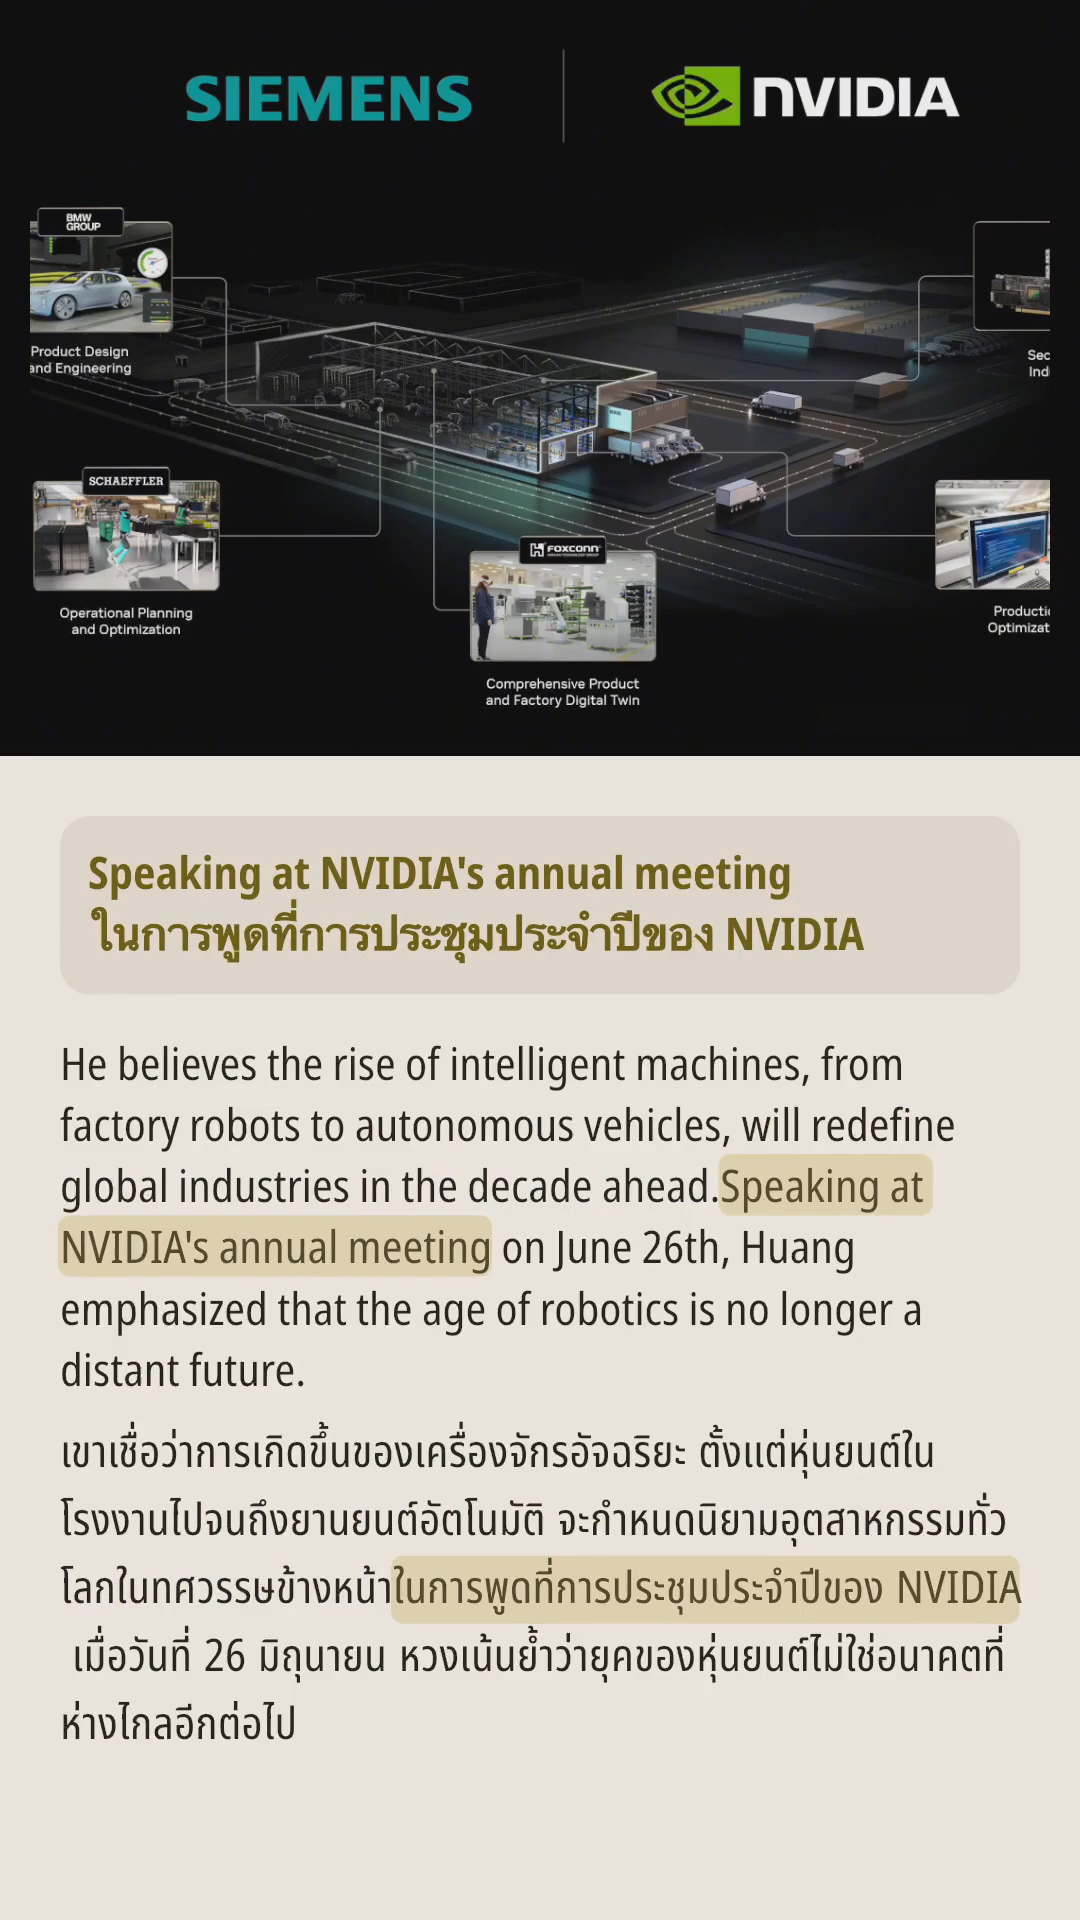 SIEMENS
NVIDIA
BMW
GROUP
Product Design
and Engineering
SCHAEFFLER
Operational Planning
and Optimization
FOXCONN
Comprehensive Product
and Factory Digital Twin
Speaking at NVIDIA's annual meeting
ในการพูดที่การประชุมประจำปีของ NVIDIA
He believes the rise of intelligent machines, from
factory robots to autonomous vehicles, will redefine
global industries in the decade ahead.Speaking at
NVIDIA's annual meeting on June 26th, Huang
emphasized that the age of robotics is no longer a
distant future.
เขาเชื่อว่าการเกิดขึ้นของเครื่องจักรอัจฉริยะ ตั้งแต่หุ่นยนต์ใน
โรงงานไปจนถึงยานยนต์อัตโนมัติ จะกำหนดนิยามอุตสาหกรรมทั่ว
โลกในทศวรรษข้างหน้าในการพูดที่การประชุมประจำปีของ NVIDIA
เมื่อวันที่ 26 มิถุนายน หวงเน้นย้ำว่ายุคของหุ่นยนต์ไม่ใช่อนาคตที่
ห่างไกลอีกต่อไป